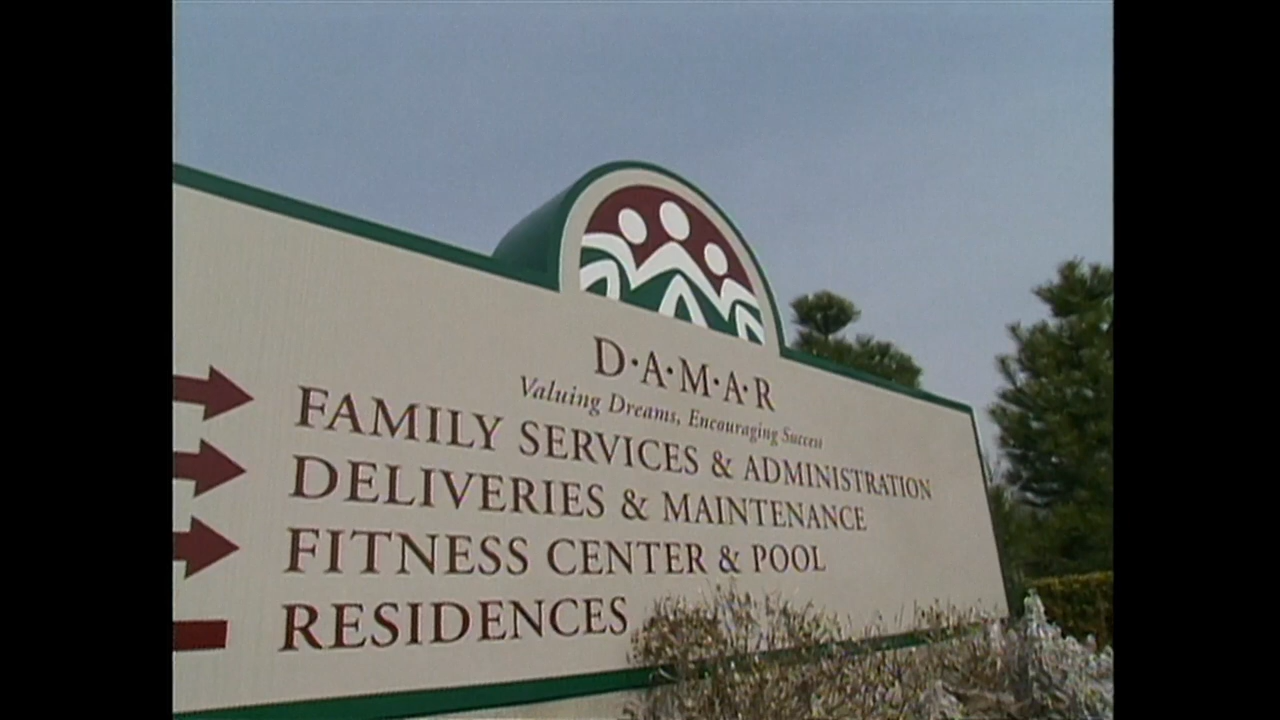 D·A·M·A·R
Valuing Dreams, Encouraging Success
FAMILY SERVICES & ADMINISTRATION
DELIVERIES & MAINTENANCE
FITNESS CENTER & POOL
RESIDENCES